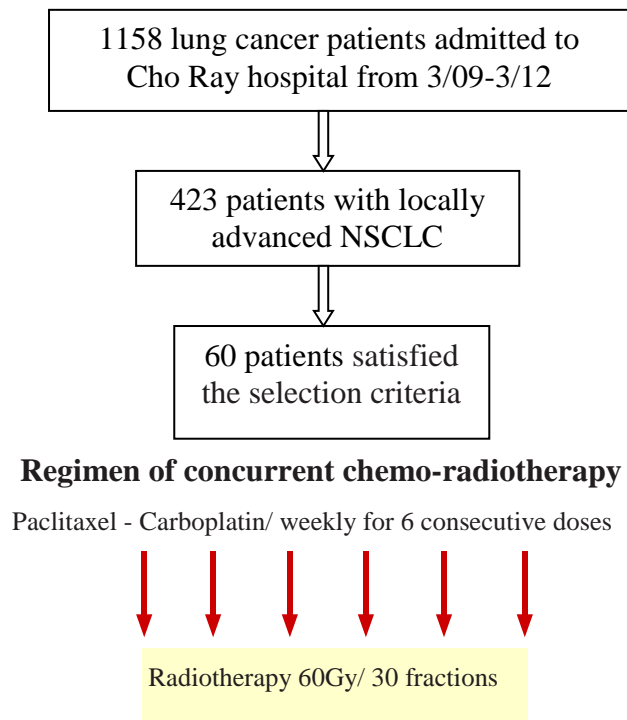 1158 lung cancer patients admitted to
Cho Ray hospital from 3/09-3/12
423 patients with locally
advanced NSCLC
60 patients satisfied
the selection criteria
Regimen of concurrent chemo-radiotherapy
Paclitaxel - Carboplatin/ weekly for 6 consecutive doses
Radiotherapy 60Gy/ 30 fractions